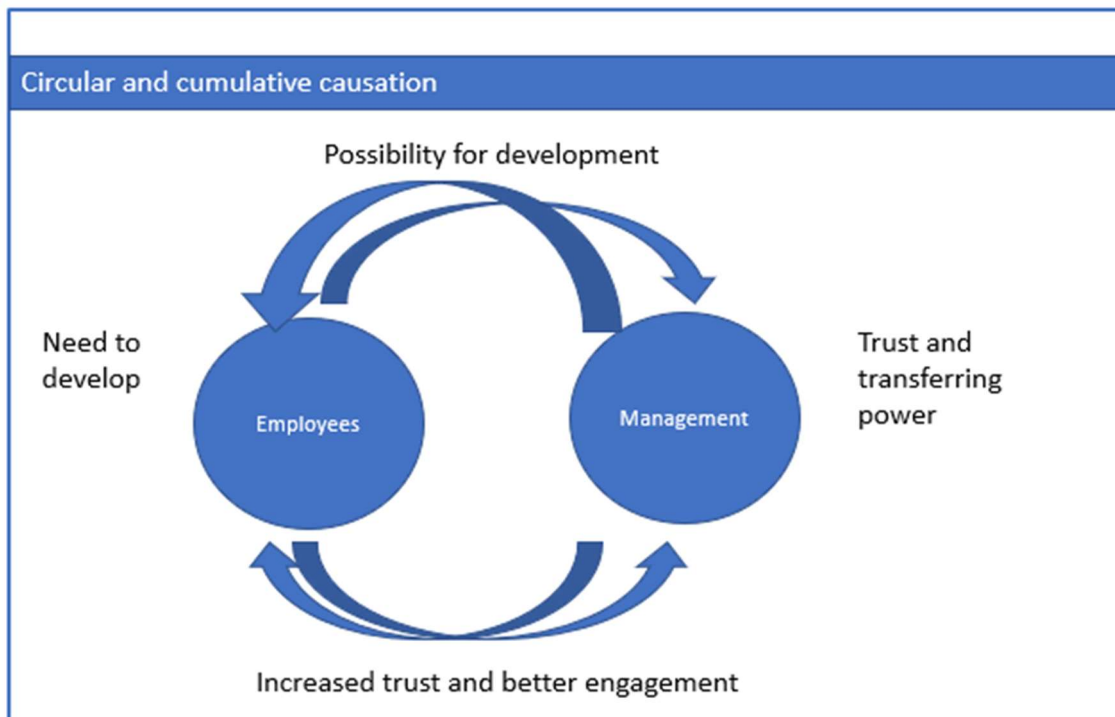 Circular and cumulative causation
Possibility for development
Need to
develop
Trust and
transferring
power
Empoyees
Management
Increased trust and better engagement